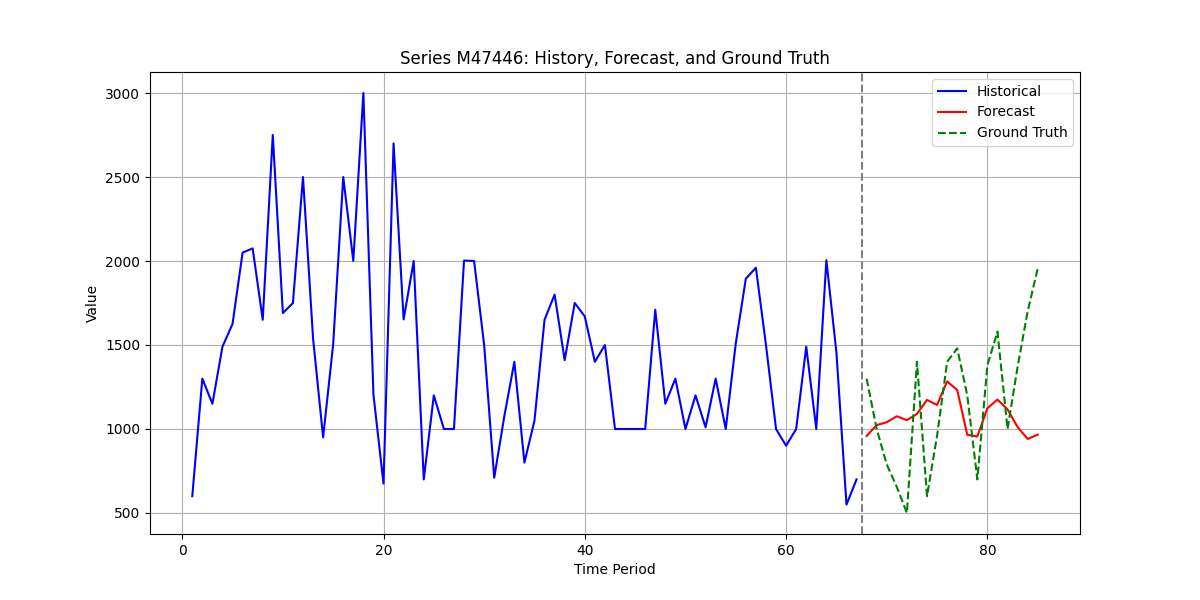 Series M47446: History, Forecast, and Ground Truth
Historical
Forecast
Ground Truth
Value
3000
2500
2000
1500
1000
500
0
20
40
60
80
Time Period